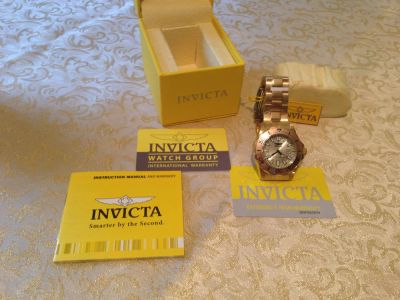 INVICTA
INVICTA
INVICTA
WATCH GROUP
INTERNATIONAL WARRANTY
INSTRUCTION MANUAL AND WARRANTY
INVICTA
Smarter by the Second.
INVICTA